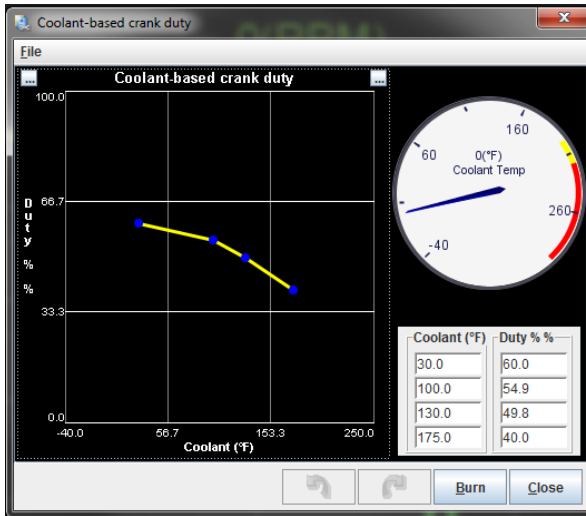 Coolant-based crank duty
File
... Coolant-based crank duty ...
100.0
66.7
33.3
0.0
Duty % %
-40.0 56.7 153.3 250.0
Coolant (°F)
160
60
0(°F)
Coolant Temp
260
-40
Coolant (°F) Duty % %
30.0 60.0
100.0 54.9
130.0 49.8
175.0 40.0
Burn Close